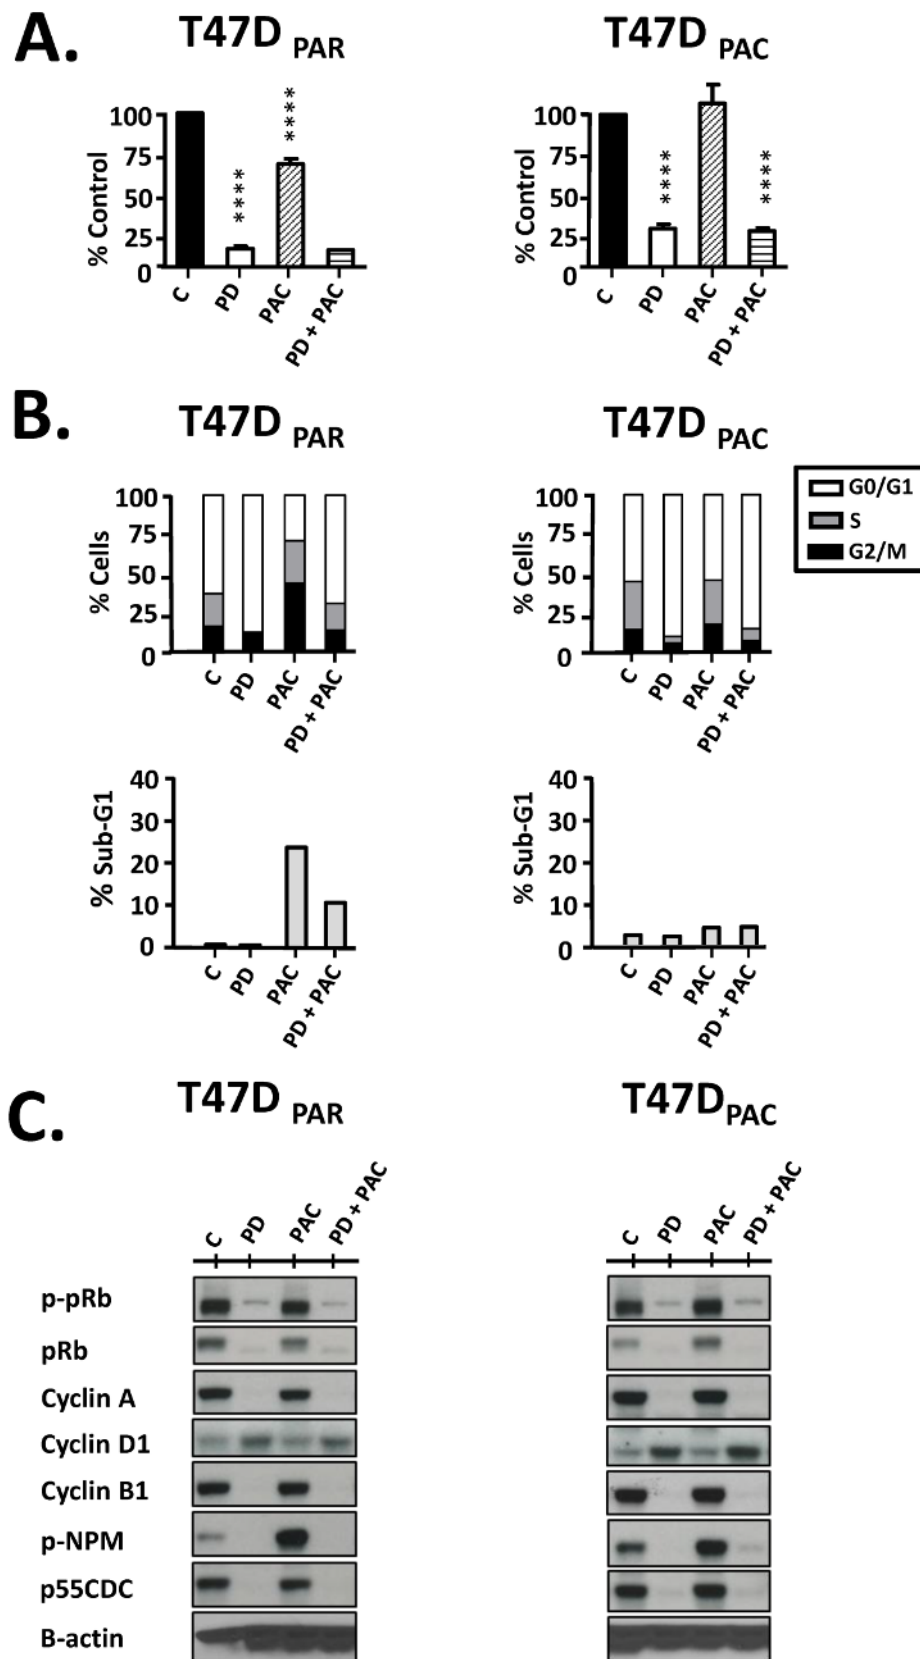 A.
T47D PAR
T47D PAC
% Control
100
75
50
25
0
****
****
C
PD
PAC
PD + PAC
% Control
100
75
50
25
0
****
****
C
PD
PAC
PD + PAC
B.
T47D PAR
T47D PAC
% Cells
100
75
50
25
0
C
PD
PAC
PD + PAC
% Cells
100
75
50
25
0
C
PD
PAC
PD + PAC
G0/G1
S
G2/M
% Sub-G1
40
30
20
10
0
C
PD
PAC
PD + PAC
% Sub-G1
40
30
20
10
0
C
PD
PAC
PD + PAC
C.
T47D PAR
T47D PAC
C
PD
PAC
PD + PAC
C
PD
PAC
PD + PAC
p-pRb
pRb
Cyclin A
Cyclin D1
Cyclin B1
p-NPM
p55CDC
B-actin